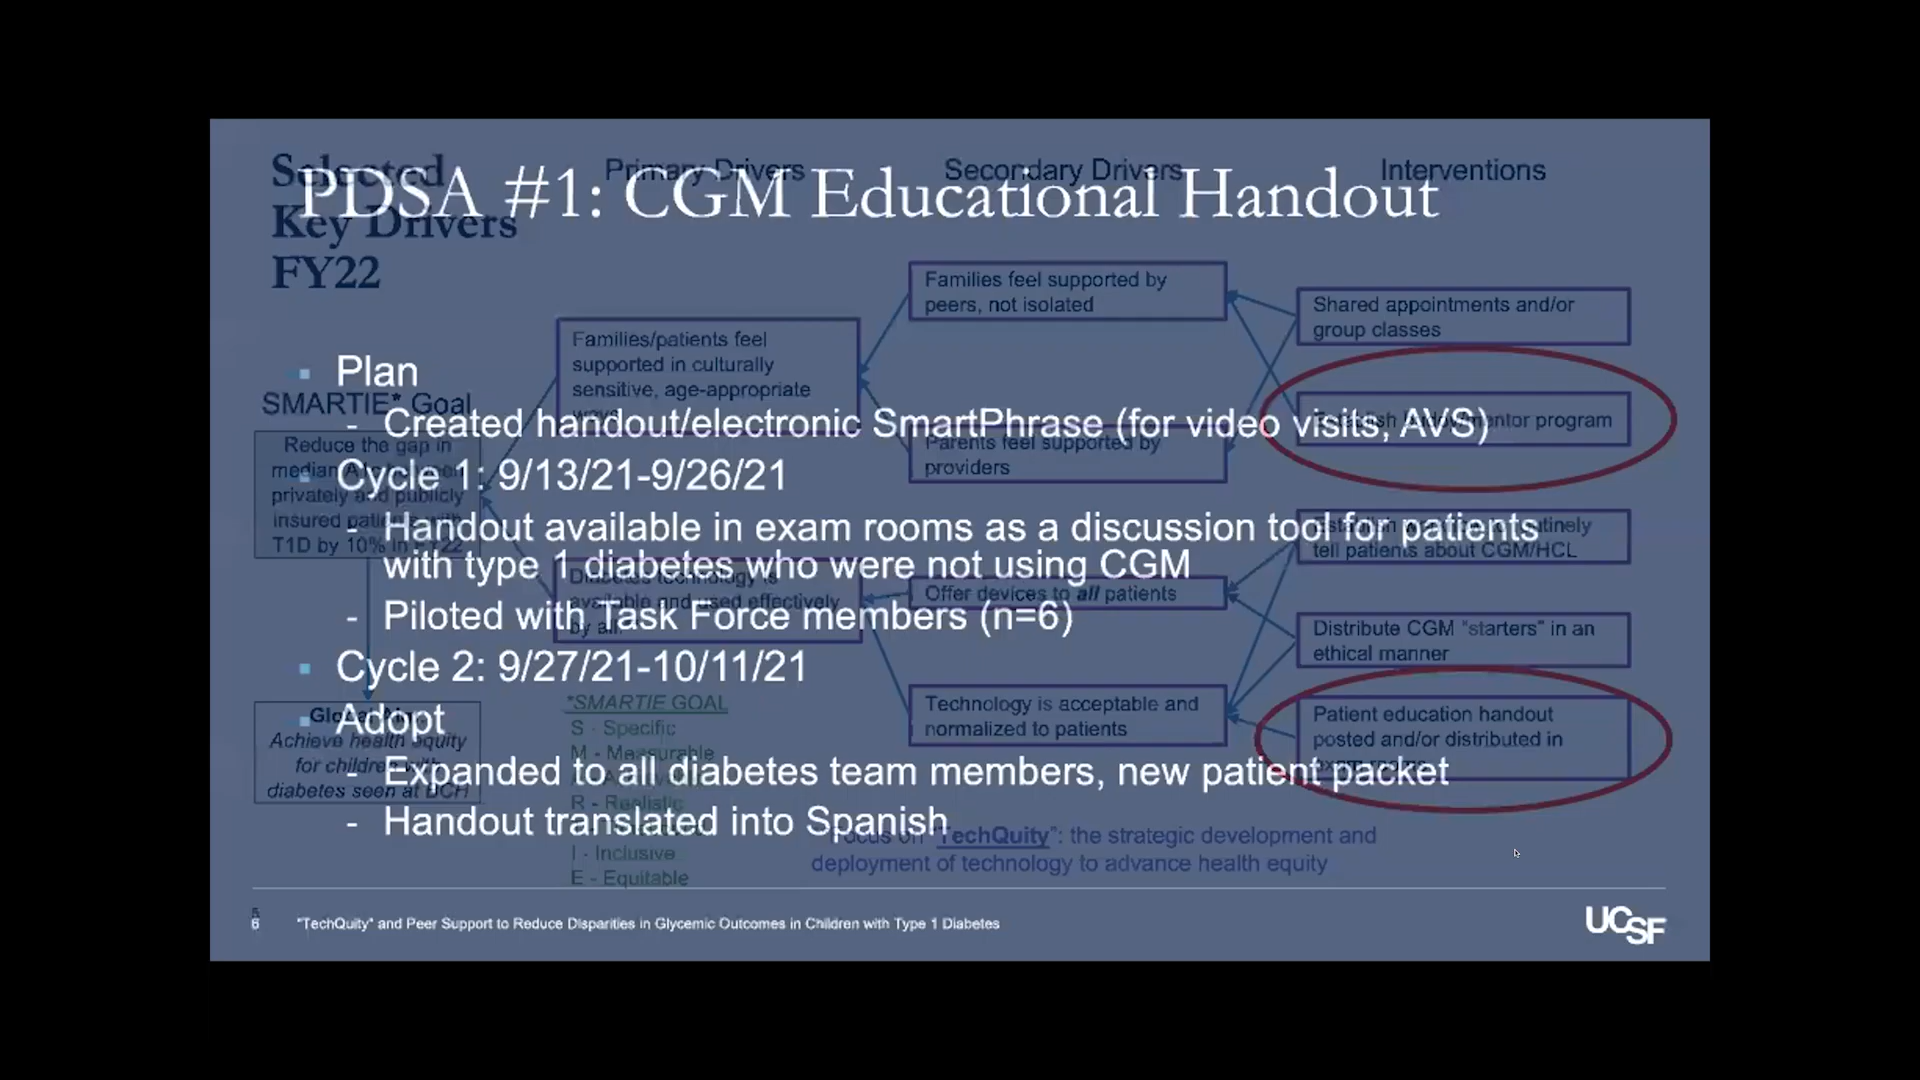 PDSA #1: CGM Educational Handout
Plan
- Created handout/electronic SmartPhrase (for video visits, AVS)
Cycle 1: 9/13/21-9/26/21
- Handout available in exam rooms as a discussion tool for patients
with type 1 diabetes who were not using CGM
- Piloted with Task Force members (n=6)
Cycle 2: 9/27/21-10/11/21
Adopt
- Expanded to all diabetes team members, new patient packet
- Handout translated into Spanish
Selected
Key Drivers
FY22
SMARTIE* Goal
Reduce the gap in
median
privately and publicly
insured patients with
T1D by 10% in FY22
Achieve health equity
for children with
diabetes seen at BCH
Primary Drivers
Families/patients feel
supported in culturally
sensitive, age-appropriate
Diabetes technology is
available and used effectively
by all
*SMARTIE GOAL
S - Specific
M - Measurable
R - Realistic
I - Inclusive
E - Equitable
Secondary Drivers
Families feel supported by
peers, not isolated
Parents feel supported by
providers
Offer devices to all patients
Technology is acceptable and
normalized to patients
Interventions
Shared appointments and/or
group classes
program
Establish routinely
tell patients about CGM/HCL
Distribute CGM "starters" in an
ethical manner
Patient education handout
posted and/or distributed in
Focus on "TechQuity": the strategic development and
deployment of technology to advance health equity
5
6 "TechQuity" and Peer Support to Reduce Disparities in Glycemic Outcomes in Children with Type 1 Diabetes
UCSF